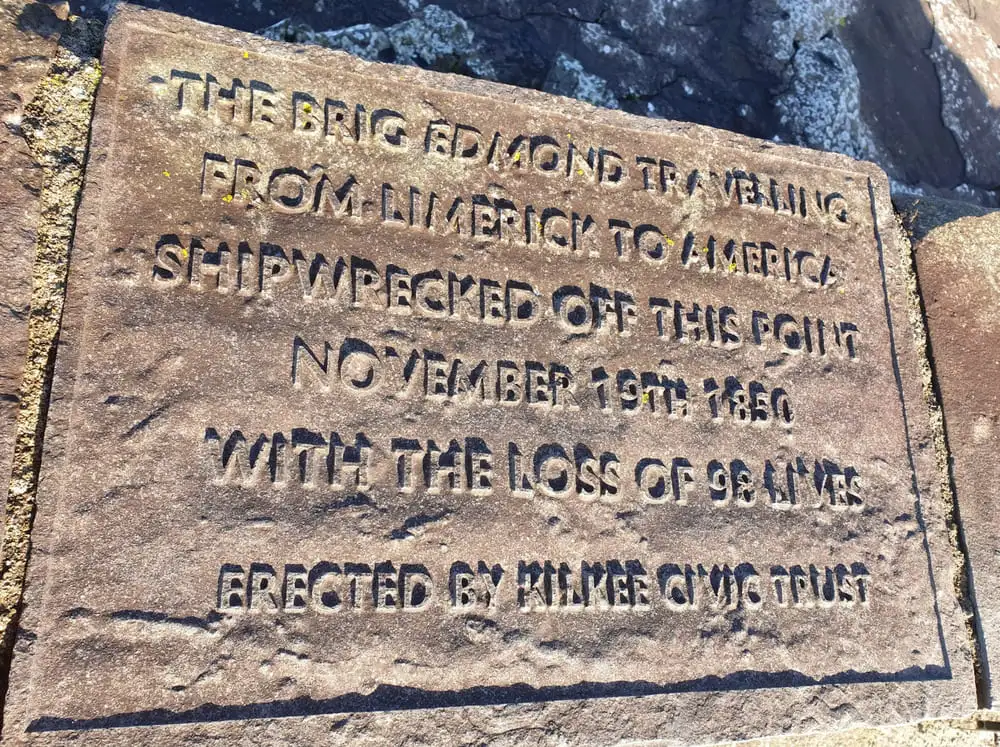 THE BRIG EDMOND TRAVELLING
FROM LIMERICK TO AMERICA
SHIPWRECKED OFF THIS POINT
NOVEMBER 19TH 1850
WITH THE LOSS OF 98 LIVES
ERECTED BY KILKEE CIVIC TRUST